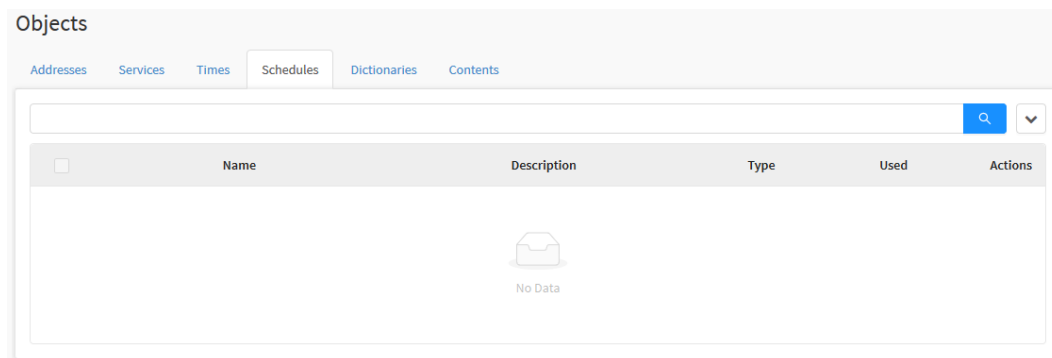 Objects
Addresses Services Times Schedules Dictionaries Contents
Name Description Type Used Actions
No Data